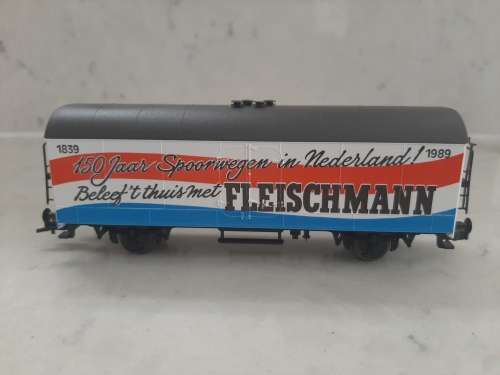 1839
150 Jaar Spoorwegen in Nederland! 1989
Beleef 't thuis met FLEISCHMANN